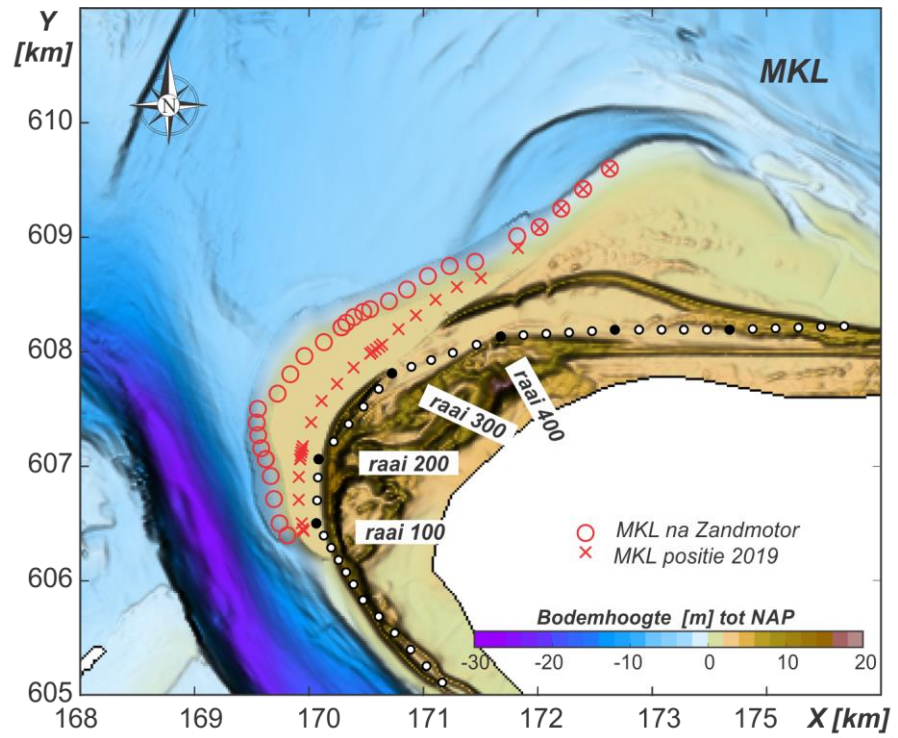 Y
[km]
MKL
N
610
609
608
607
606
605
raai 400
raai 300
raai 200
raai 100
MKL na Zandmotor
MKL positie 2019
Bodemhoogte [m] tot NAP
-30 -20 -10 0 10 20
168 169 170 171 172 173 175 X [km]